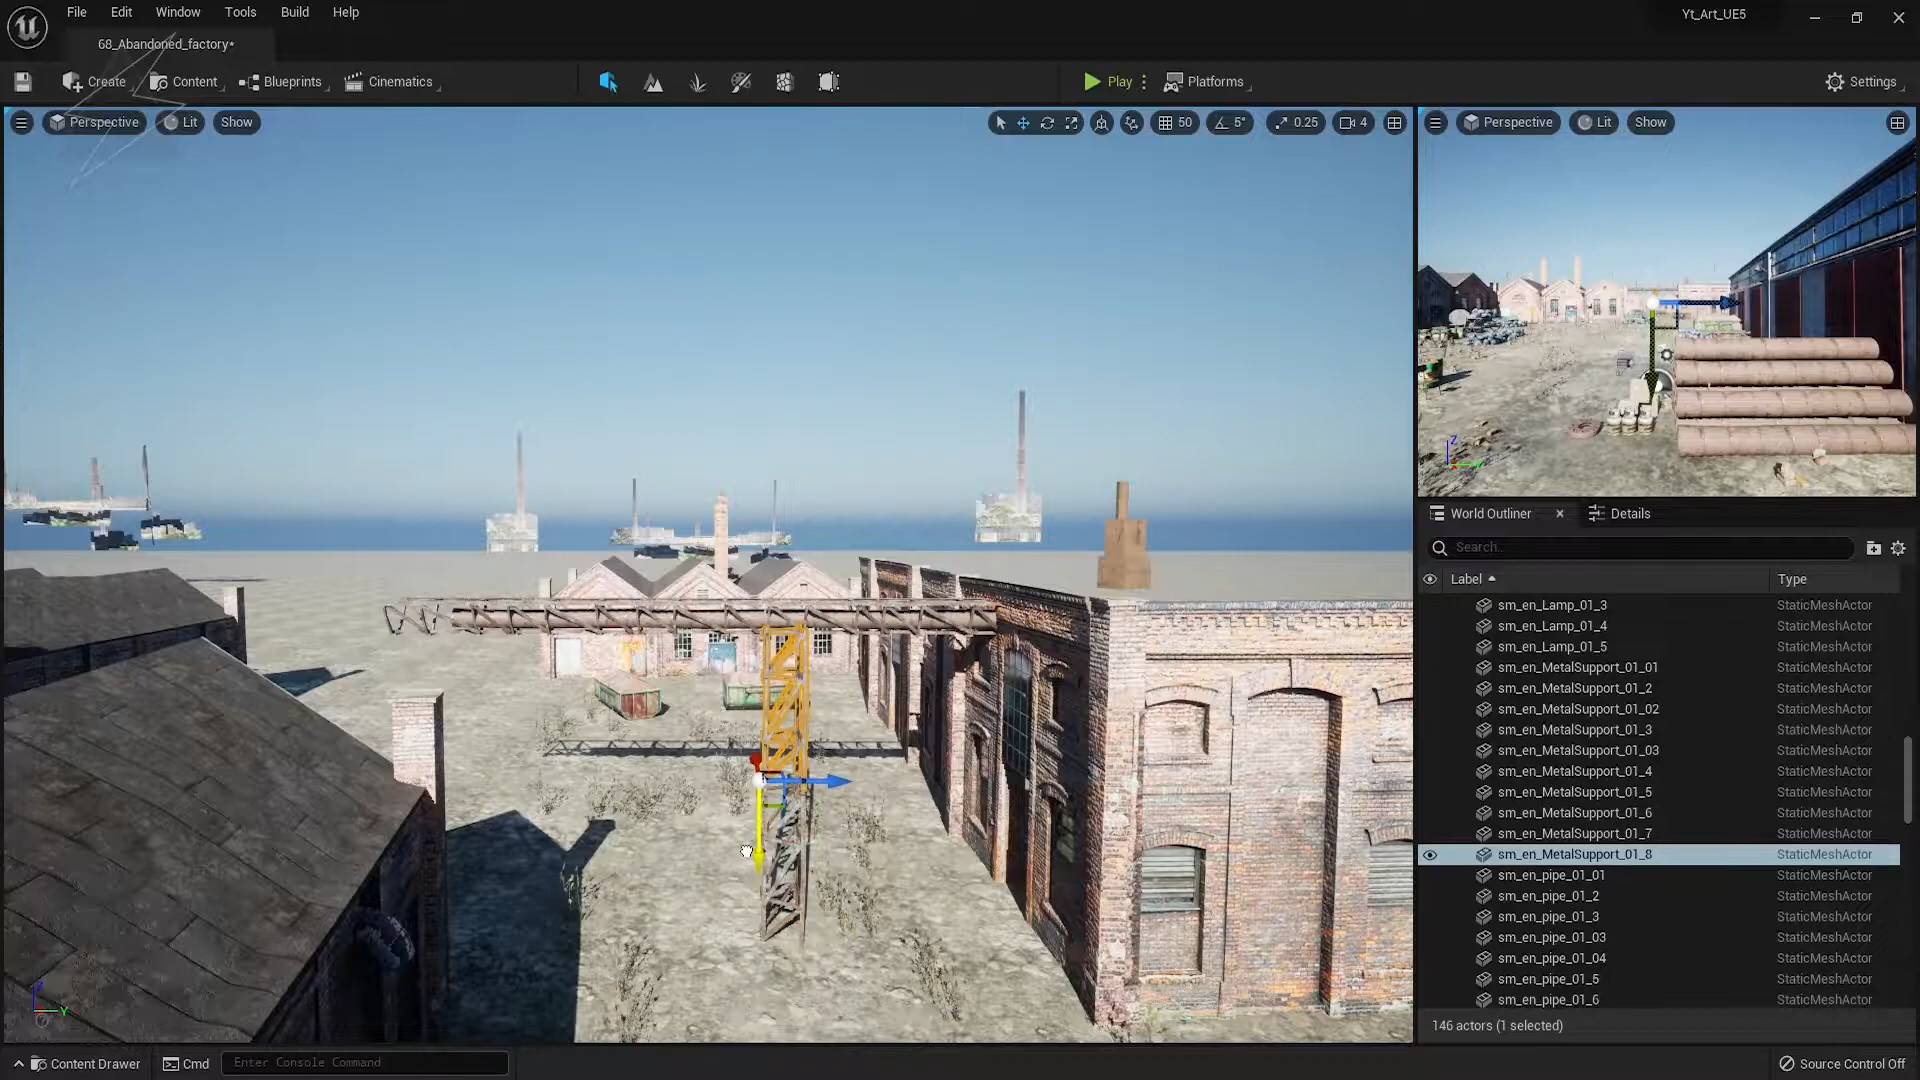 File Edit Window Tools Build Help
Yt_Art_UE5
68_Abandoned_factory*
Create Content Blueprints Cinematics Play Platforms Settings
Perspective Lit Show 50 5° 0.25 4
Perspective Lit Show
World Outliner Details
Search..
Label Type
sm_en_Lamp_01_3 StaticMeshActor
sm_en_Lamp_01_4 StaticMeshActor
sm_en_Lamp_01_5 StaticMeshActor
sm_en_MetalSupport_01_01 StaticMeshActor
sm_en_MetalSupport_01_2 StaticMeshActor
sm_en_MetalSupport_01_02 StaticMeshActor
sm_en_MetalSupport_01_3 StaticMeshActor
sm_en_MetalSupport_01_03 StaticMeshActor
sm_en_MetalSupport_01_4 StaticMeshActor
sm_en_MetalSupport_01_5 StaticMeshActor
sm_en_MetalSupport_01_6 StaticMeshActor
sm_en_MetalSupport_01_7 StaticMeshActor
sm_en_MetalSupport_01_8 StaticMeshActor
sm_en_pipe_01_01 StaticMeshActor
sm_en_pipe_01_2 StaticMeshActor
sm_en_pipe_01_3 StaticMeshActor
sm_en_pipe_01_03 StaticMeshActor
sm_en_pipe_01_04 StaticMeshActor
sm_en_pipe_01_5 StaticMeshActor
sm_en_pipe_01_6 StaticMeshActor
146 actors (1 selected)
Z
Y
Z
Content Drawer Cmd Enter Console Command Source Control Off